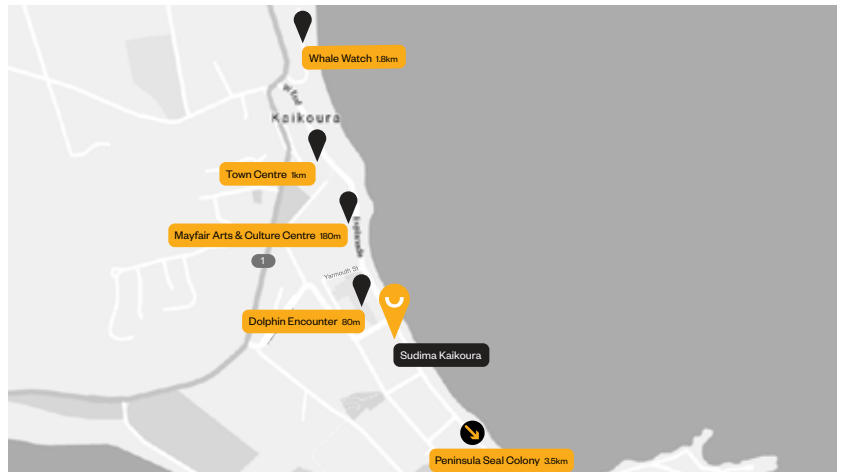 Whale Watch 1.8km
Kaikoura
Town Centre 1km
Mayfair Arts & Culture Centre 180m
Esplanade
1
Yarmouth St
Dolphin Encounter 80m
Sudima Kaikoura
Peninsula Seal Colony 3.5km